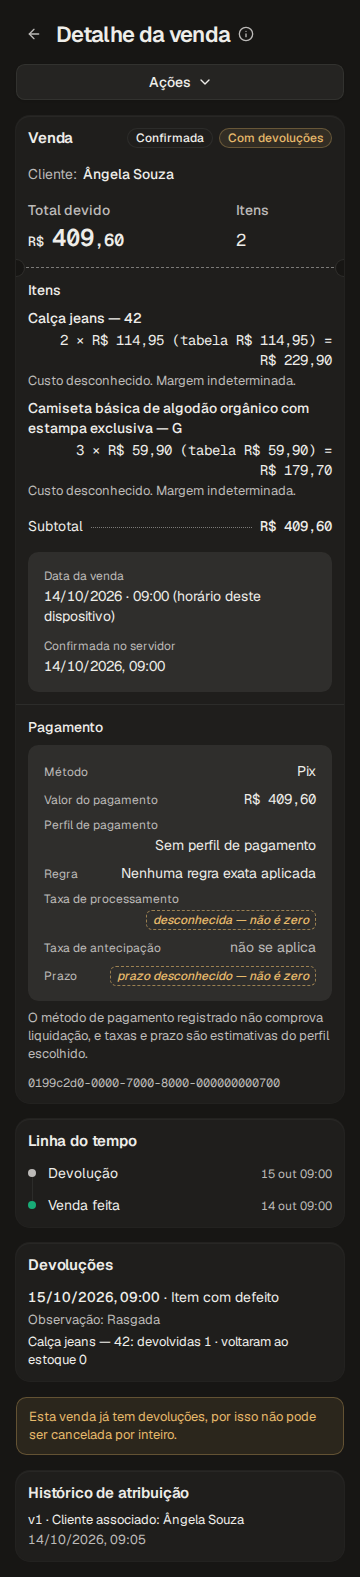 Detalhe da venda
Ações
Venda
Confirmada
Com devoluções
Cliente: Ângela Souza
Total devido
Itens
R$ 409,60
2
Itens
Calça jeans — 42
2 × R$ 114,95 (tabela R$ 114,95) =
R$ 229,90
Custo desconhecido. Margem indeterminada.
Camiseta básica de algodão orgânico com
estampa exclusiva — G
3 × R$ 59,90 (tabela R$ 59,90) =
R$ 179,70
Custo desconhecido. Margem indeterminada.
Subtotal R$ 409,60
Data da venda
14/10/2026 · 09:00 (horário deste
dispositivo)
Confirmada no servidor
14/10/2026, 09:00
Pagamento
Método Pix
Valor do pagamento R$ 409,60
Perfil de pagamento
Sem perfil de pagamento
Regra Nenhuma regra exata aplicada
Taxa de processamento
desconhecida — não é zero
Taxa de antecipação não se aplica
Prazo prazo desconhecido — não é zero
O método de pagamento registrado não comprova
liquidação, e taxas e prazo são estimativas do perfil
escolhido.
0199c2d0-0000-7000-8000-000000000700
Linha do tempo
Devolução 15 out 09:00
Venda feita 14 out 09:00
Devoluções
15/10/2026, 09:00 · Item com defeito
Observação: Rasgada
Calça jeans — 42: devolvidas 1 · voltaram ao
estoque 0
Esta venda já tem devoluções, por isso não pode
ser cancelada por inteiro.
Histórico de atribuição
v1 · Cliente associado: Ângela Souza
14/10/2026, 09:05